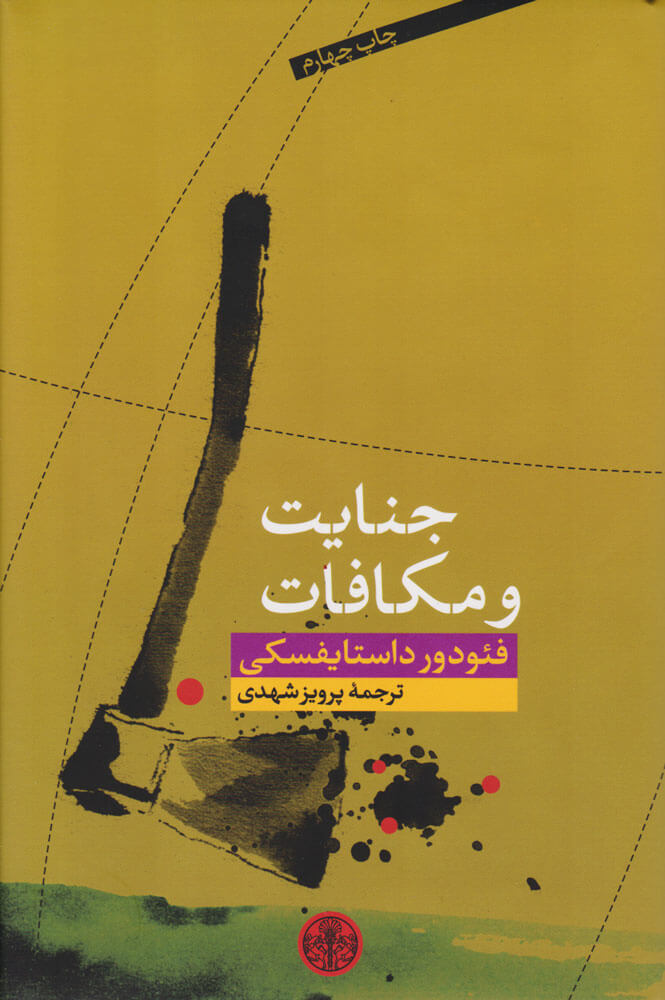 چاپ چهارم
جنایت
و مکافات
فئودور داستایفسکی
ترجمهٔ پرویز شهدی